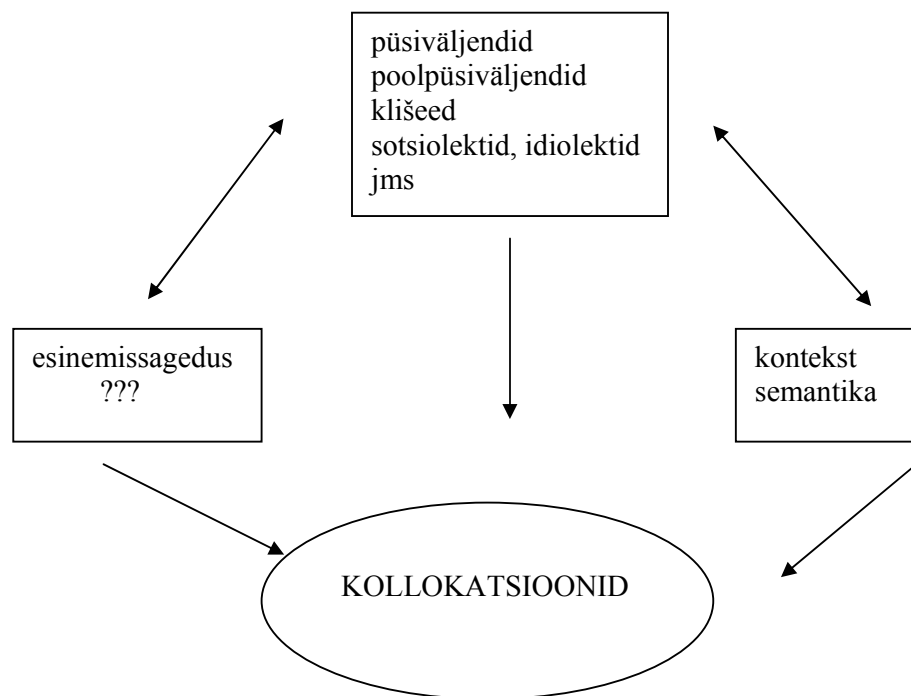 püsiväljendid
poolpüsiväljendid
klišeed
sotsiolektid, idiolektid
jms
esinemissagedus
???
kontekst
semantika
KOLLOKATSIOONID